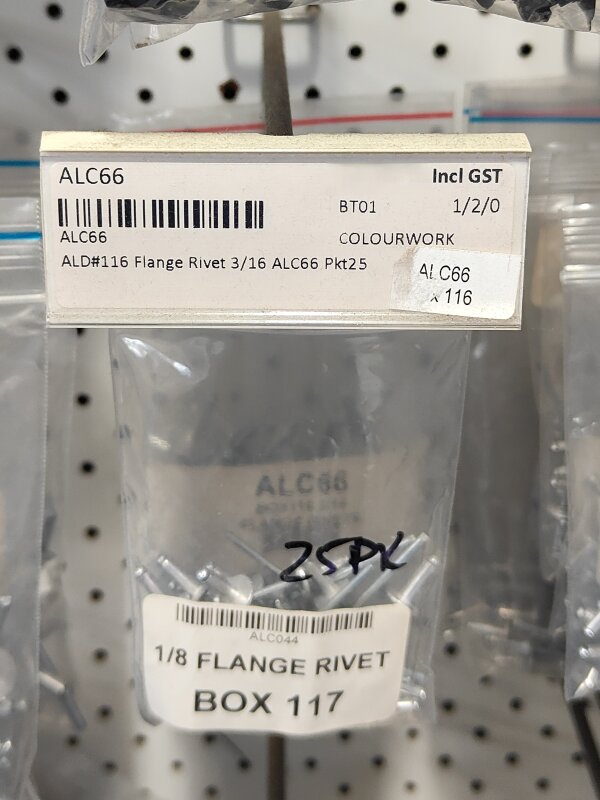 ALC66
Incl GST
BT01 1/2/0
ALC66
COLOURWORK
ALD#116 Flange Rivet 3/16 ALC66 Pkt25
ALC66
116
ALC66
25PK
ALC044
1/8 FLANGE RIVET
BOX 117